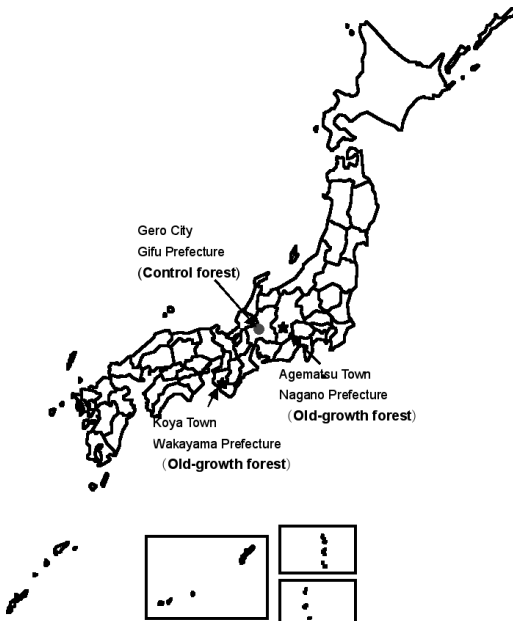 Gero City
Gifu Prefecture
(Control forest)
Agematsu Town
Nagano Prefecture
（Old-growth forest）
Koya Town
Wakayama Prefecture
（Old-growth forest）